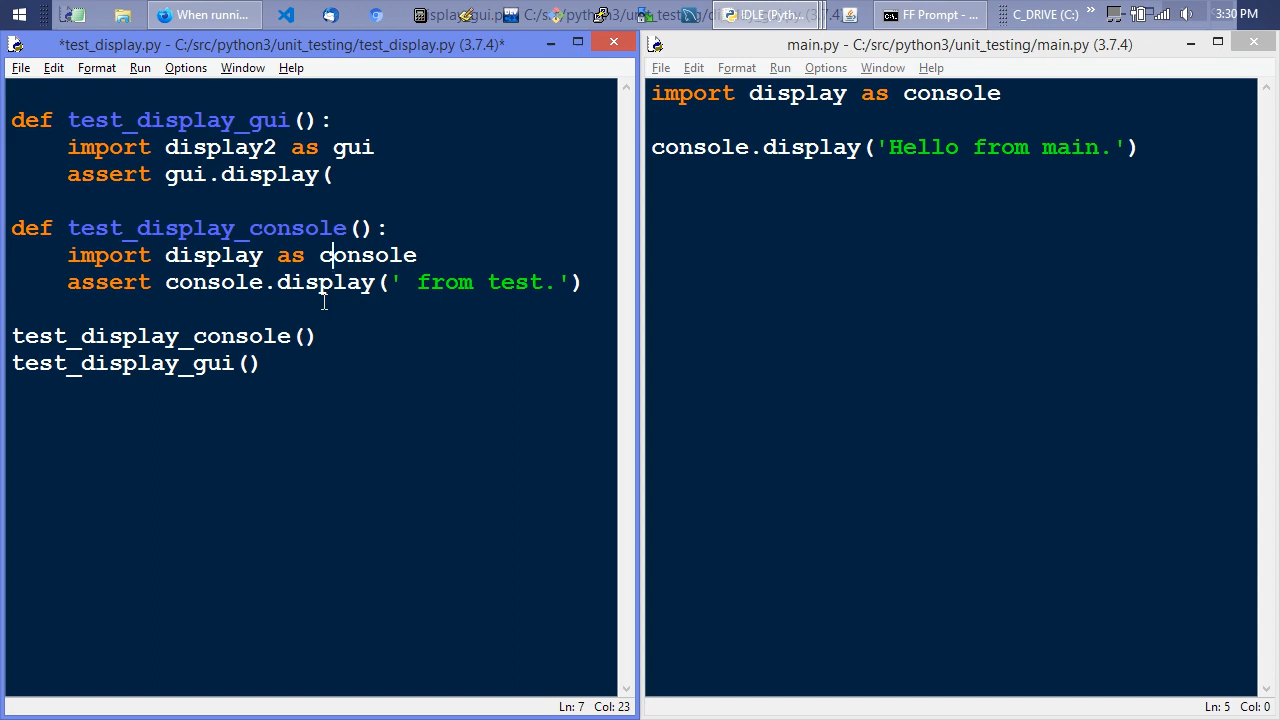 When runni...
IDLE (Pyth...
FF Prompt - ...
C_DRIVE (C:)
3:30 PM
*test_display.py - C:/src/python3/unit_testing/test_display.py (3.7.4)*
File Edit Format Run Options Window Help
def test_display_gui():
    import display2 as gui
    assert gui.display(
def test_display_console():
    import display as console
    assert console.display(' from test.')
test_display_console()
test_display_gui()
Ln: 7 Col: 23
main.py - C:/src/python3/unit_testing/main.py (3.7.4)
File Edit Format Run Options Window Help
import display as console
console.display('Hello from main.')
Ln: 5 Col: 0